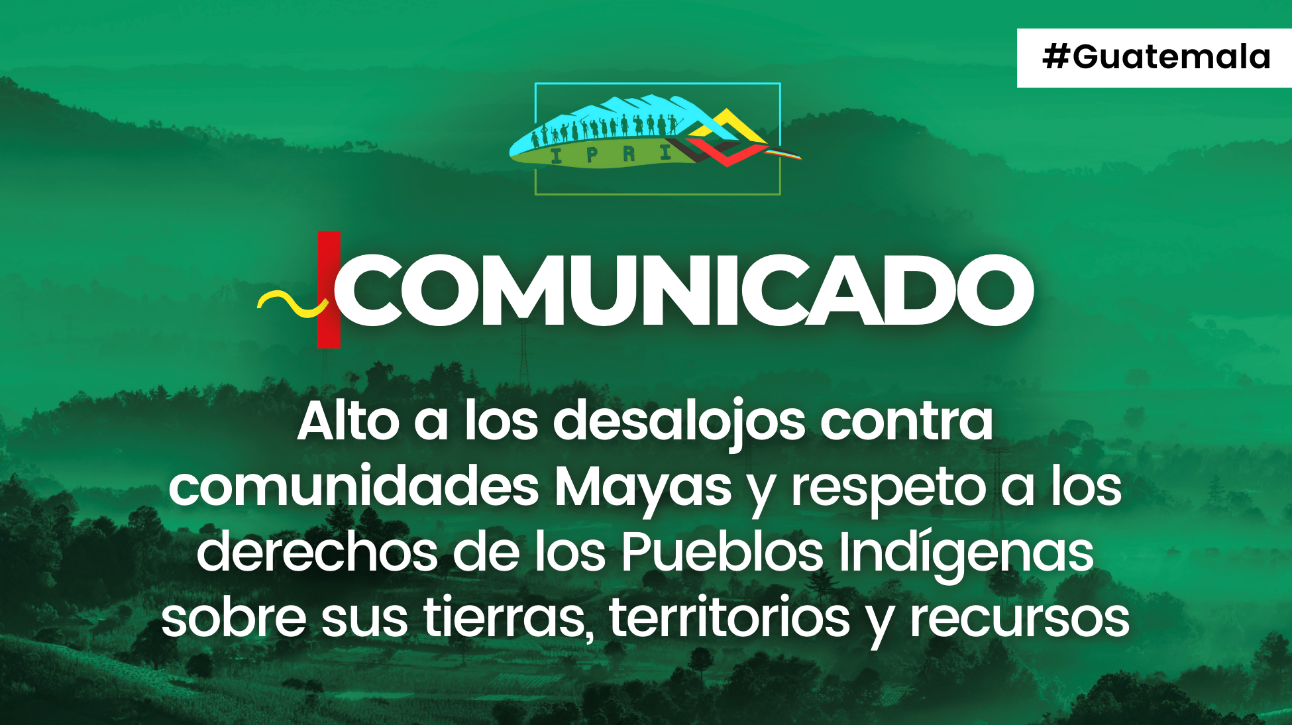 #Guatemala
IPRI
COMUNICADO
Alto a los desalojos contra
comunidades Mayas y respeto a los
derechos de los Pueblos Indígenas
sobre sus tierras, territorios y recursos